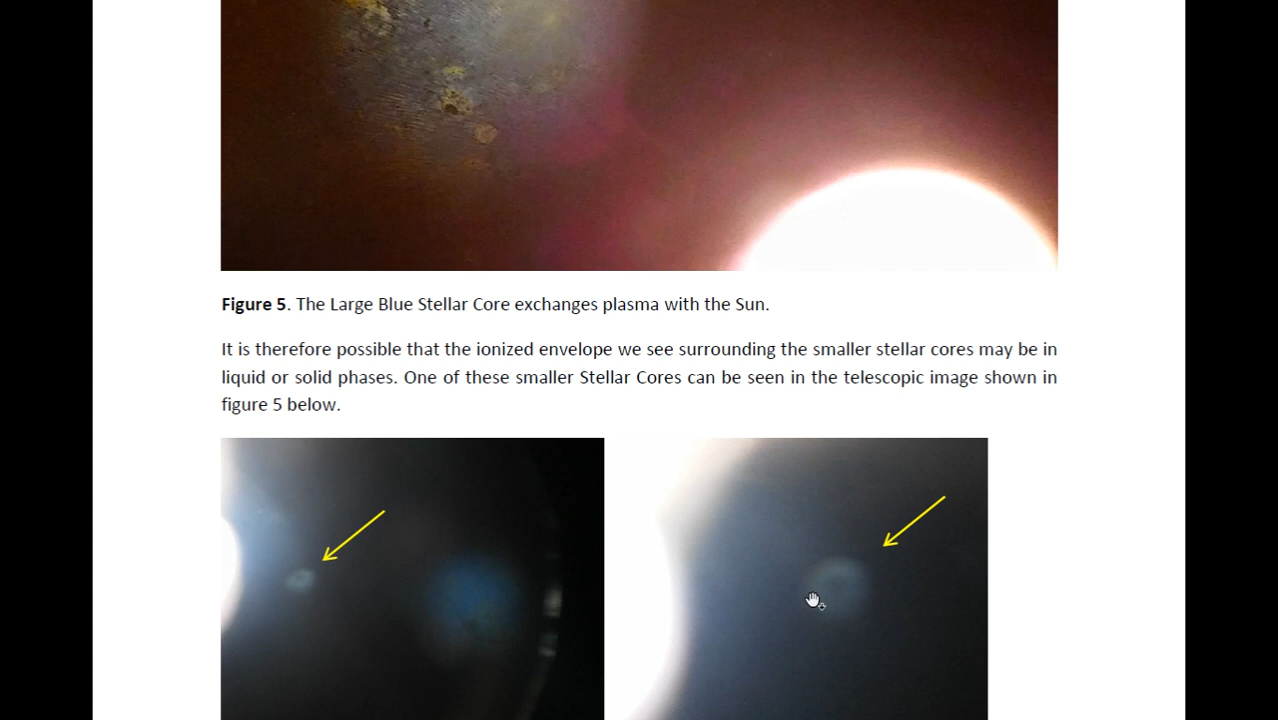 Figure 5. The Large Blue Stellar Core exchanges plasma with the Sun.
It is therefore possible that the ionized envelope we see surrounding the smaller stellar cores may be in
liquid or solid phases. One of these smaller Stellar Cores can be seen in the telescopic image shown in
figure 5 below.